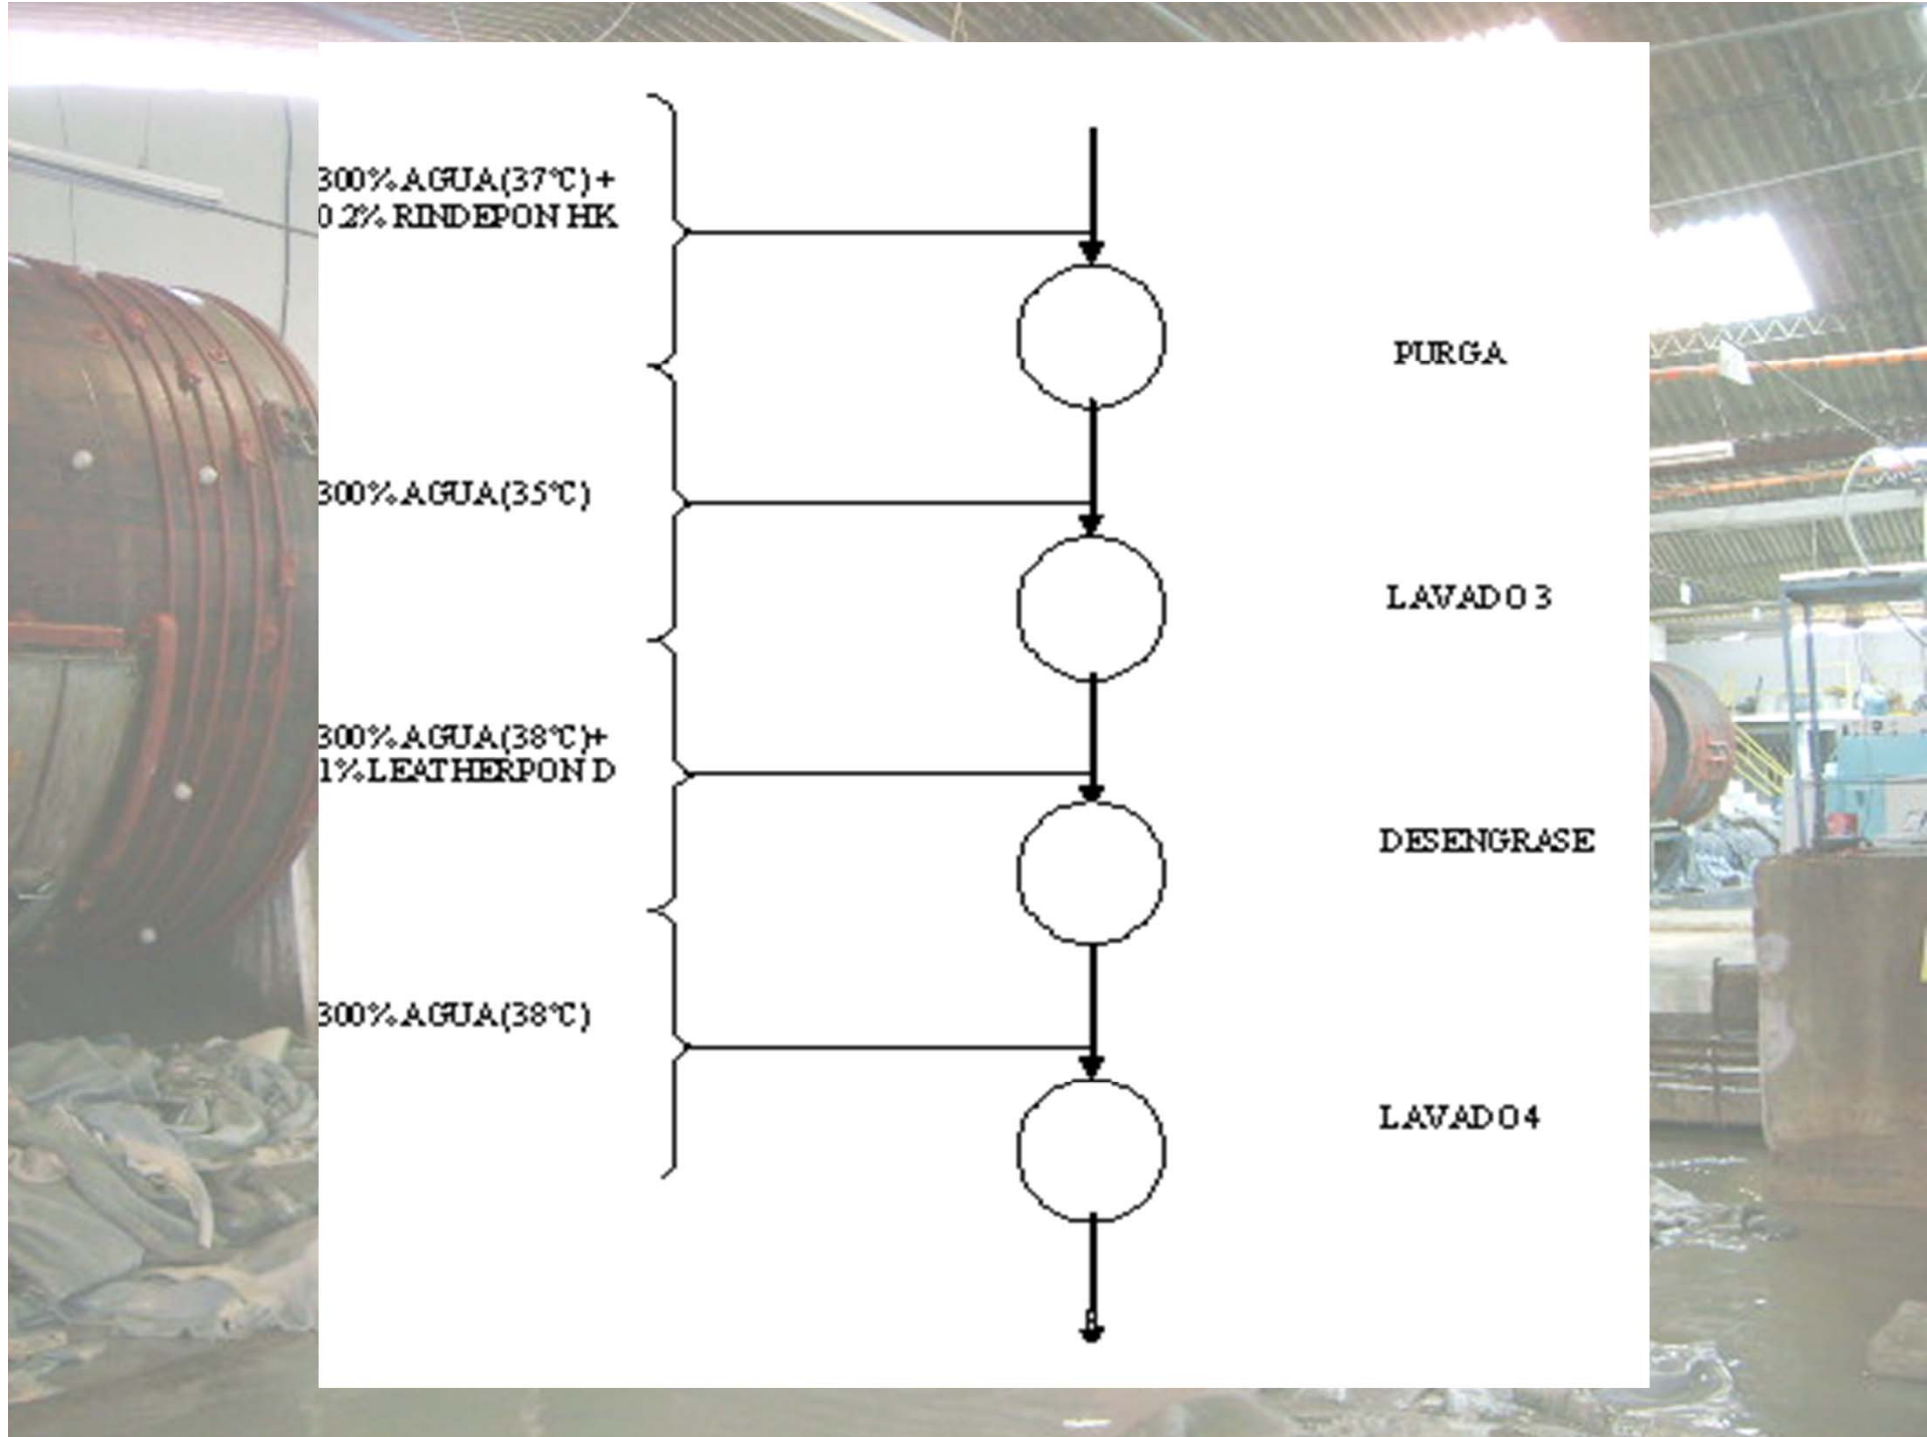 300% AGUA(37°C) +
0.2% RINDEPON HK
PURGA
300% AGUA(35°C)
LAVADO 3
300% AGUA(38°C)+
1% LEATHERPON D
DESENGRASE
300% AGUA(38°C)
LAVADO 4